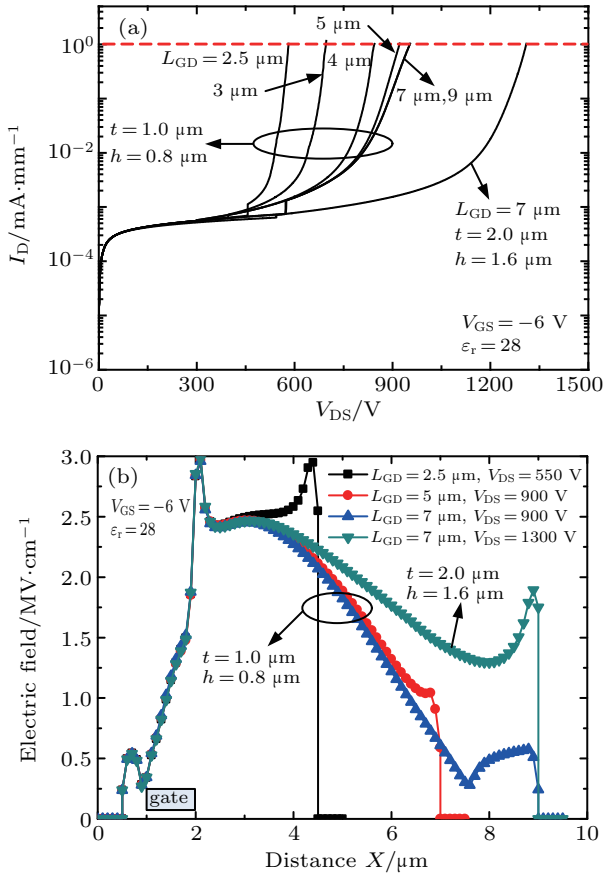 (a)
10⁰
10⁻²
10⁻⁴
10⁻⁶
I_D/mA·mm⁻¹
L_GD=2.5 µm
3 µm
4 µm
5 µm
7 µm,9 µm
t=1.0 µm
h=0.8 µm
L_GD=7 µm
t=2.0 µm
h=1.6 µm
V_GS=−6 V
ε_r=28
0 300 600 900 1200 1500
V_DS/V
(b)
3.0
2.5
2.0
1.5
1.0
0.5
0
Electric field/MV·cm⁻¹
V_GS=−6 V
ε_r=28
L_GD=2.5 µm, V_DS=550 V
L_GD=5 µm, V_DS=900 V
L_GD=7 µm, V_DS=900 V
L_GD=7 µm, V_DS=1300 V
t=2.0 µm
h=1.6 µm
t=1.0 µm
h=0.8 µm
gate
0 2 4 6 8 10
Distance X/µm